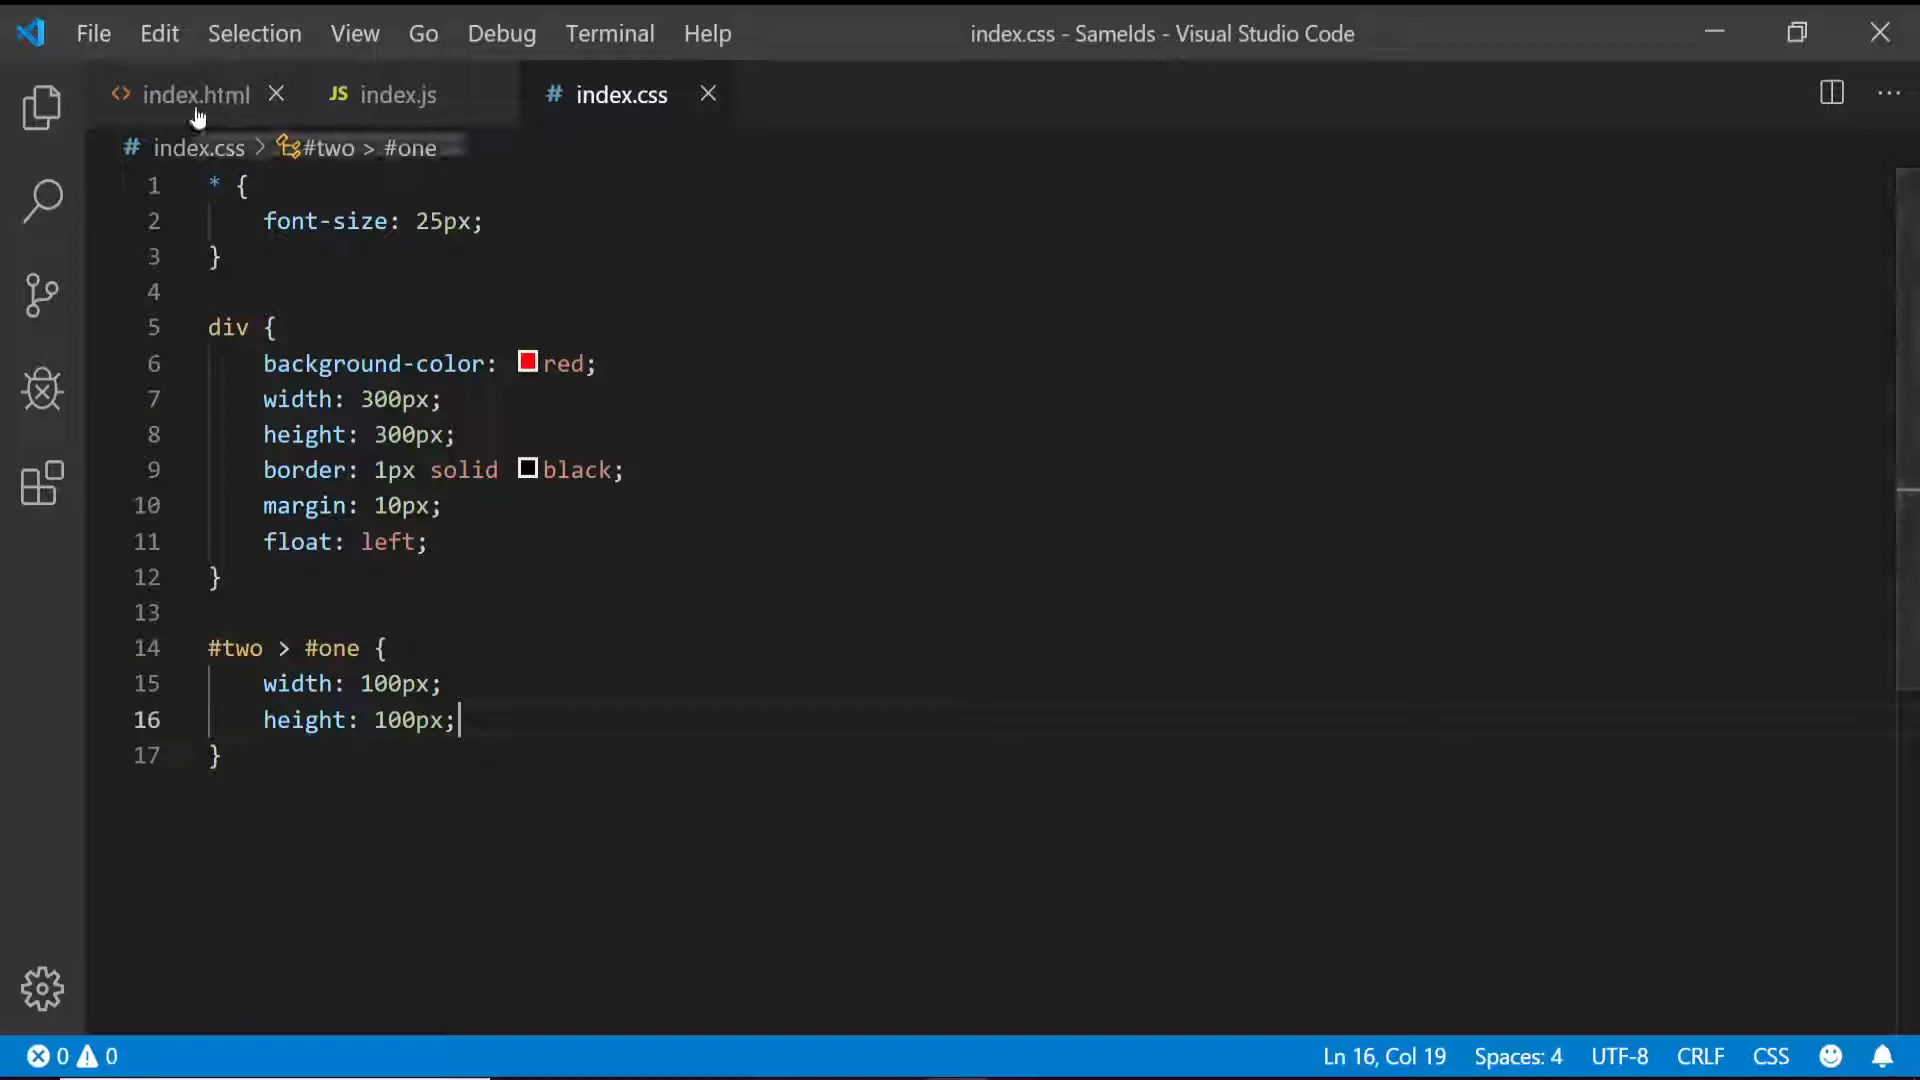 File Edit Selection View Go Debug Terminal Help index.css - SameIds - Visual Studio Code
<> index.html JS index.js # index.css
# index.css > #two > #one
1 * {
2 font-size: 25px;
3 }
4
5 div {
6 background-color: red;
7 width: 300px;
8 height: 300px;
9 border: 1px solid black;
10 margin: 10px;
11 float: left;
12 }
13
14 #two > #one {
15 width: 100px;
16 height: 100px;
17 }
0 0 Ln 16, Col 19 Spaces: 4 UTF-8 CRLF CSS